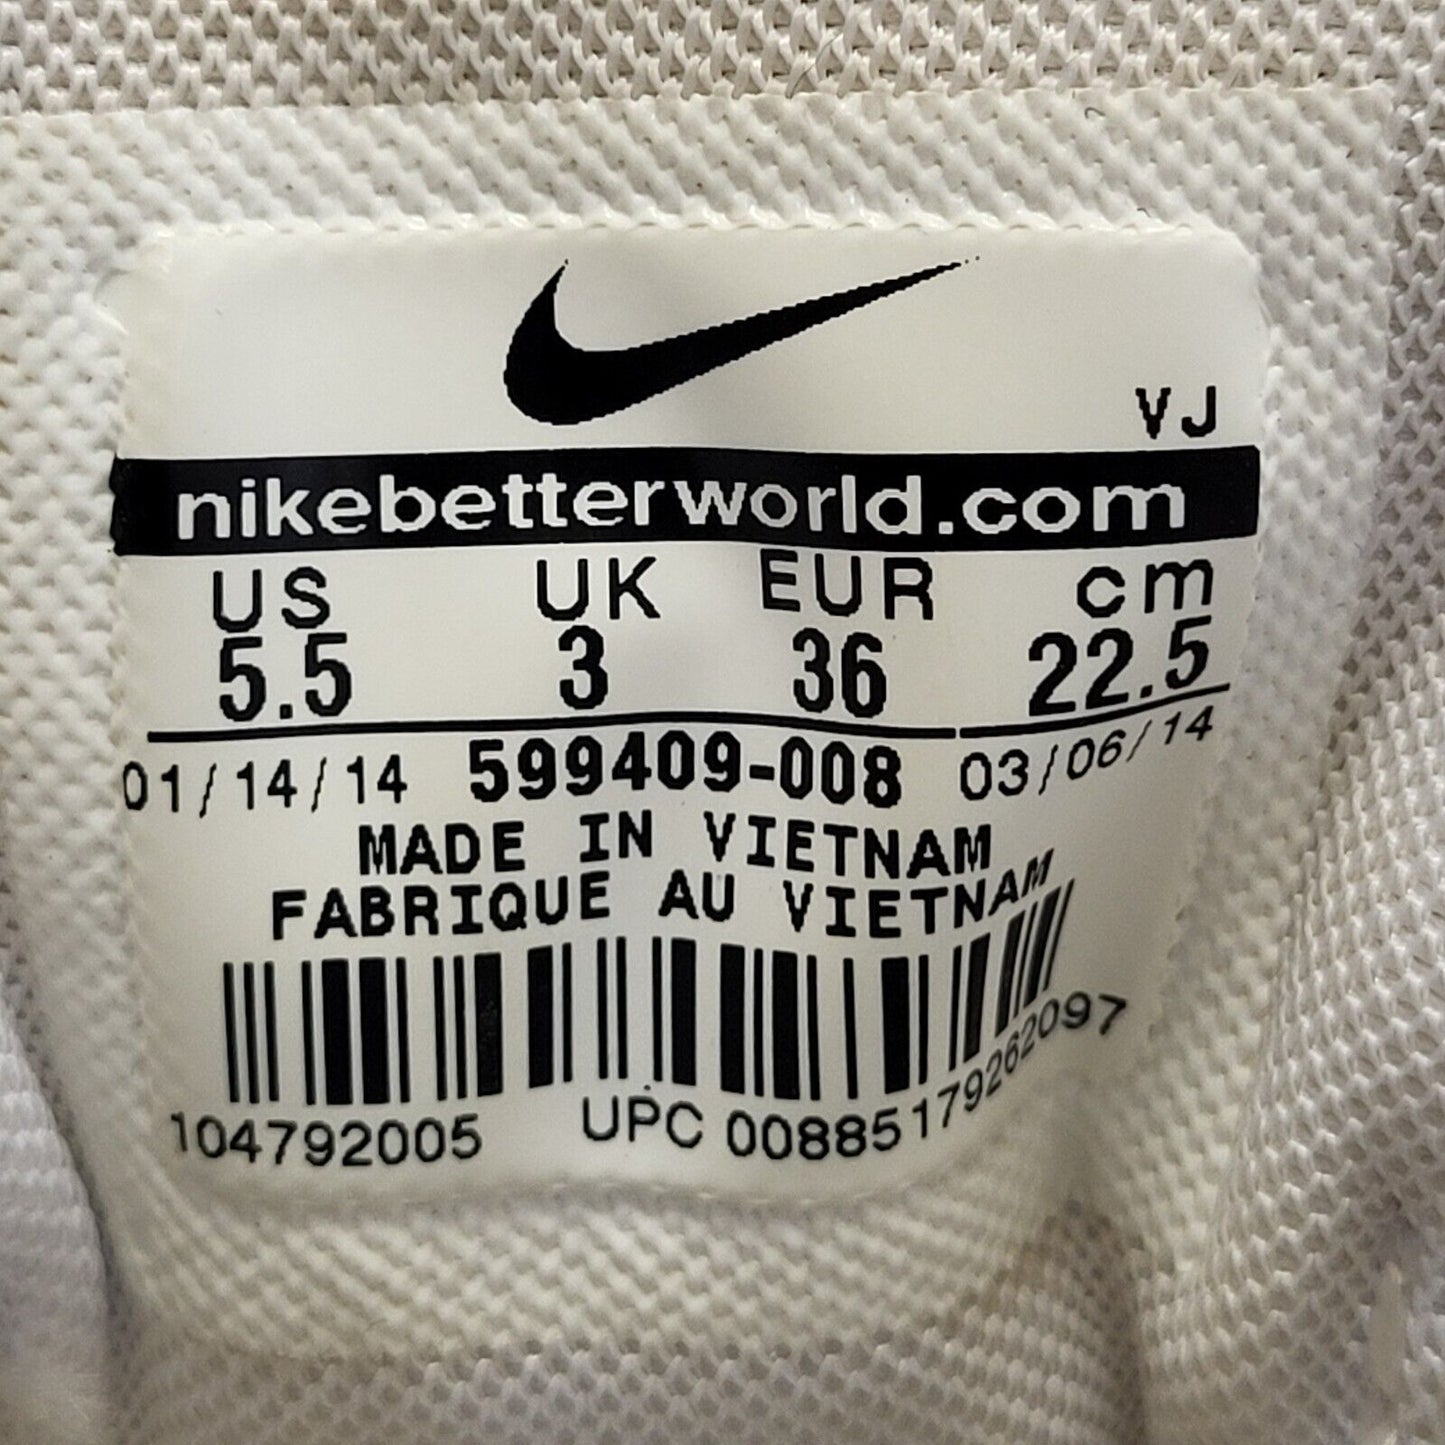 VJ
nikebetterworld.com
US UK EUR cm
5.5 3 36 22.5
01/14/14 599409-008 03/06/14
MADE IN VIETNAM
FABRIQUE AU VIETNAM
104792005 UPC 00885179262097